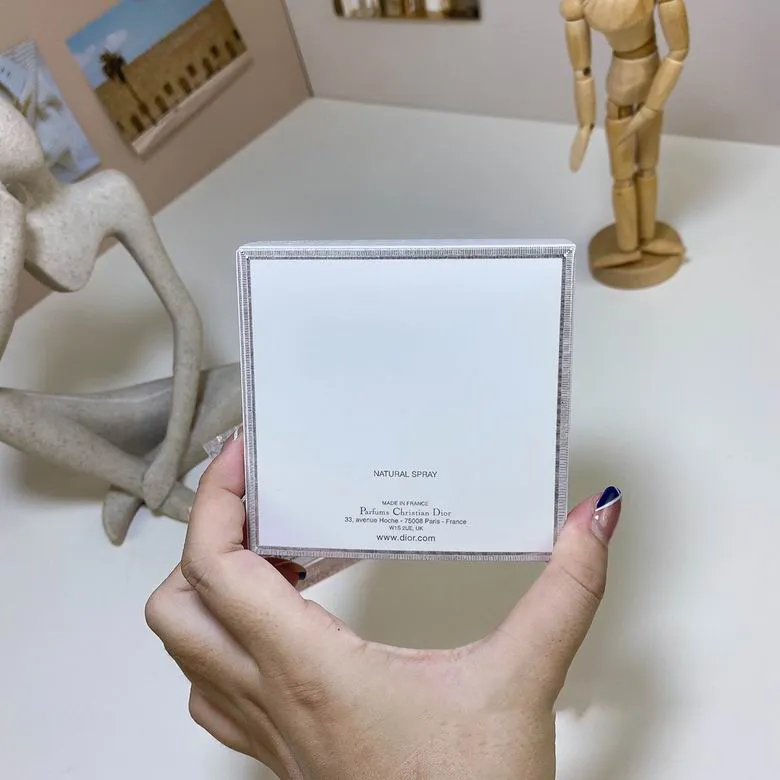 NATURAL SPRAY
MADE IN FRANCE
Parfums Christian Dior
33, avenue Hoche - 75008 Paris - France
W1S 2UE, UK
www.dior.com